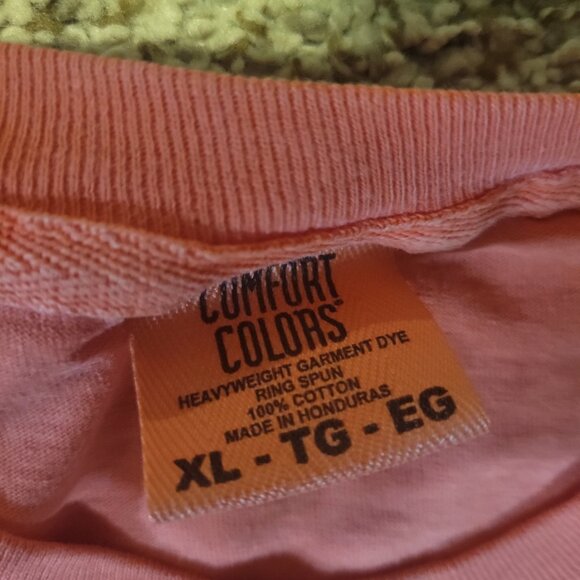 COMFORT
COLORS®
HEAVYWEIGHT GARMENT DYE
RING SPUN
100% COTTON
MADE IN HONDURAS
XL - TG - EG